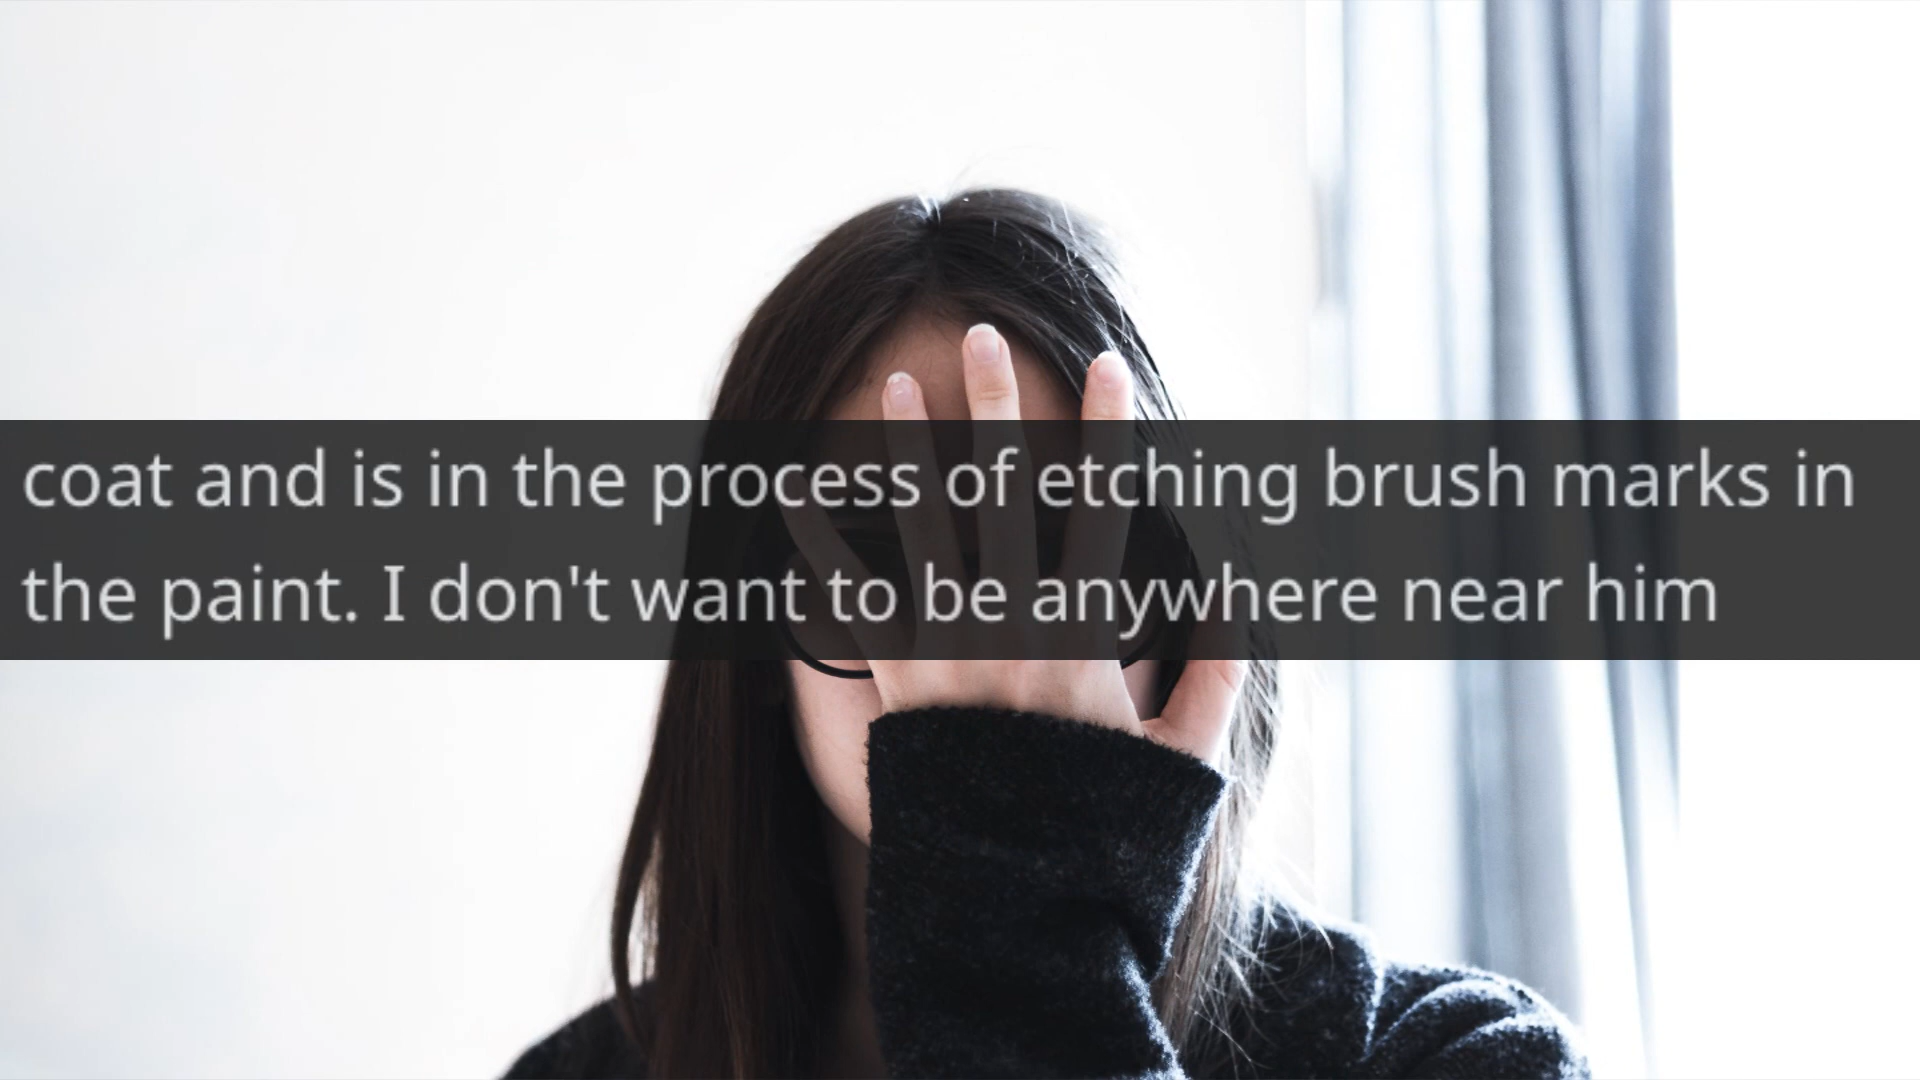 coat and is in the process of etching brush marks in
the paint. I don't want to be anywhere near him